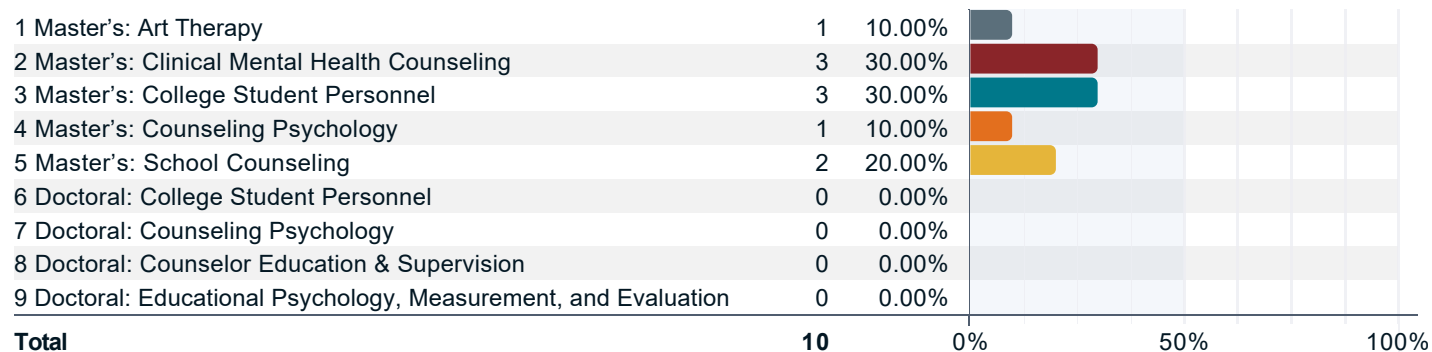 1 Master’s: Art Therapy 1 10.00%
2 Master’s: Clinical Mental Health Counseling 3 30.00%
3 Master’s: College Student Personnel 3 30.00%
4 Master’s: Counseling Psychology 1 10.00%
5 Master’s: School Counseling 2 20.00%
6 Doctoral: College Student Personnel 0 0.00%
7 Doctoral: Counseling Psychology 0 0.00%
8 Doctoral: Counselor Education & Supervision 0 0.00%
9 Doctoral: Educational Psychology, Measurement, and Evaluation 0 0.00%
Total 10 0% 50% 100%